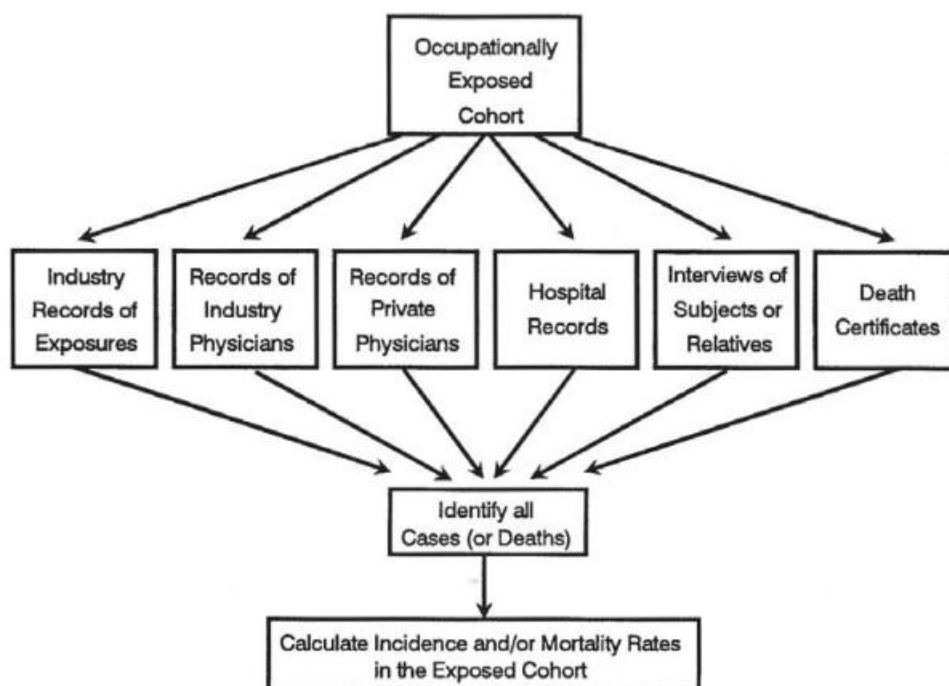 Occupationally
Exposed
Cohort
Industry
Records of
Exposures
Records of
Industry
Physicians
Records of
Private
Physicians
Hospital
Records
Interviews of
Subjects or
Relatives
Death
Certificates
Identify all
Cases (or Deaths)
Calculate Incidence and/or Mortality Rates
in the Exposed Cohort